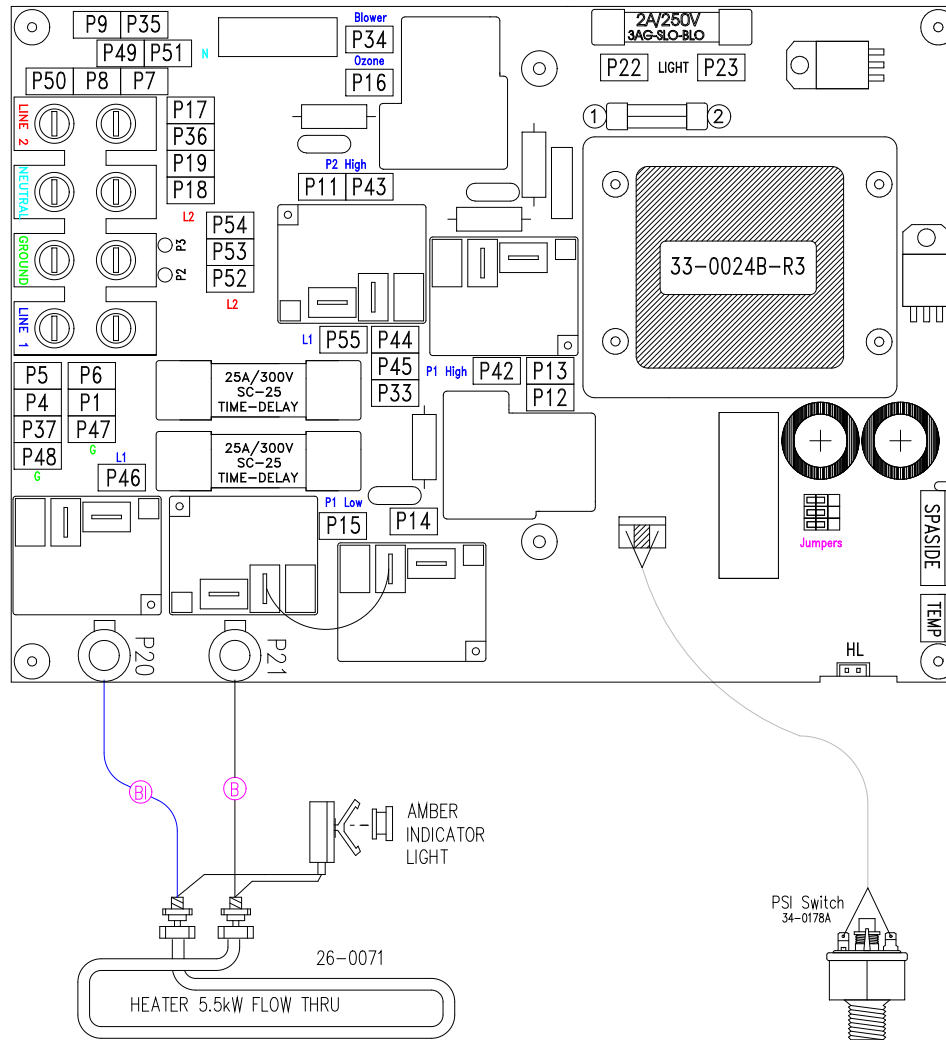 P9 P35
P49 P51 N
P50 P8 P7
Blower
P34
Ozone
P16
2A/250V
3AG-SLO-BLO
P22 LIGHT P23
1 2
LINE 2
NEUTRAL
GROUND
LINE 1
P17
P36
P19
P18
L2
P54
P53
P52
L2
P3
P2
P2 High
P11 P43
33-0024B-R3
L1 P55 P44
P45
P33
P1 High P42 P13
P12
P5 P6
P4 P1
P37 P47
P48 G
G
L1
P46
25A/300V
SC-25
TIME-DELAY
25A/300V
SC-25
TIME-DELAY
P1 Low
P15 P14
Jumpers
SPASIDE
TEMP
HL
P20
P21
Bl
B
AMBER
INDICATOR
LIGHT
PSI Switch
34-0178A
26-0071
HEATER 5.5kW FLOW THRU